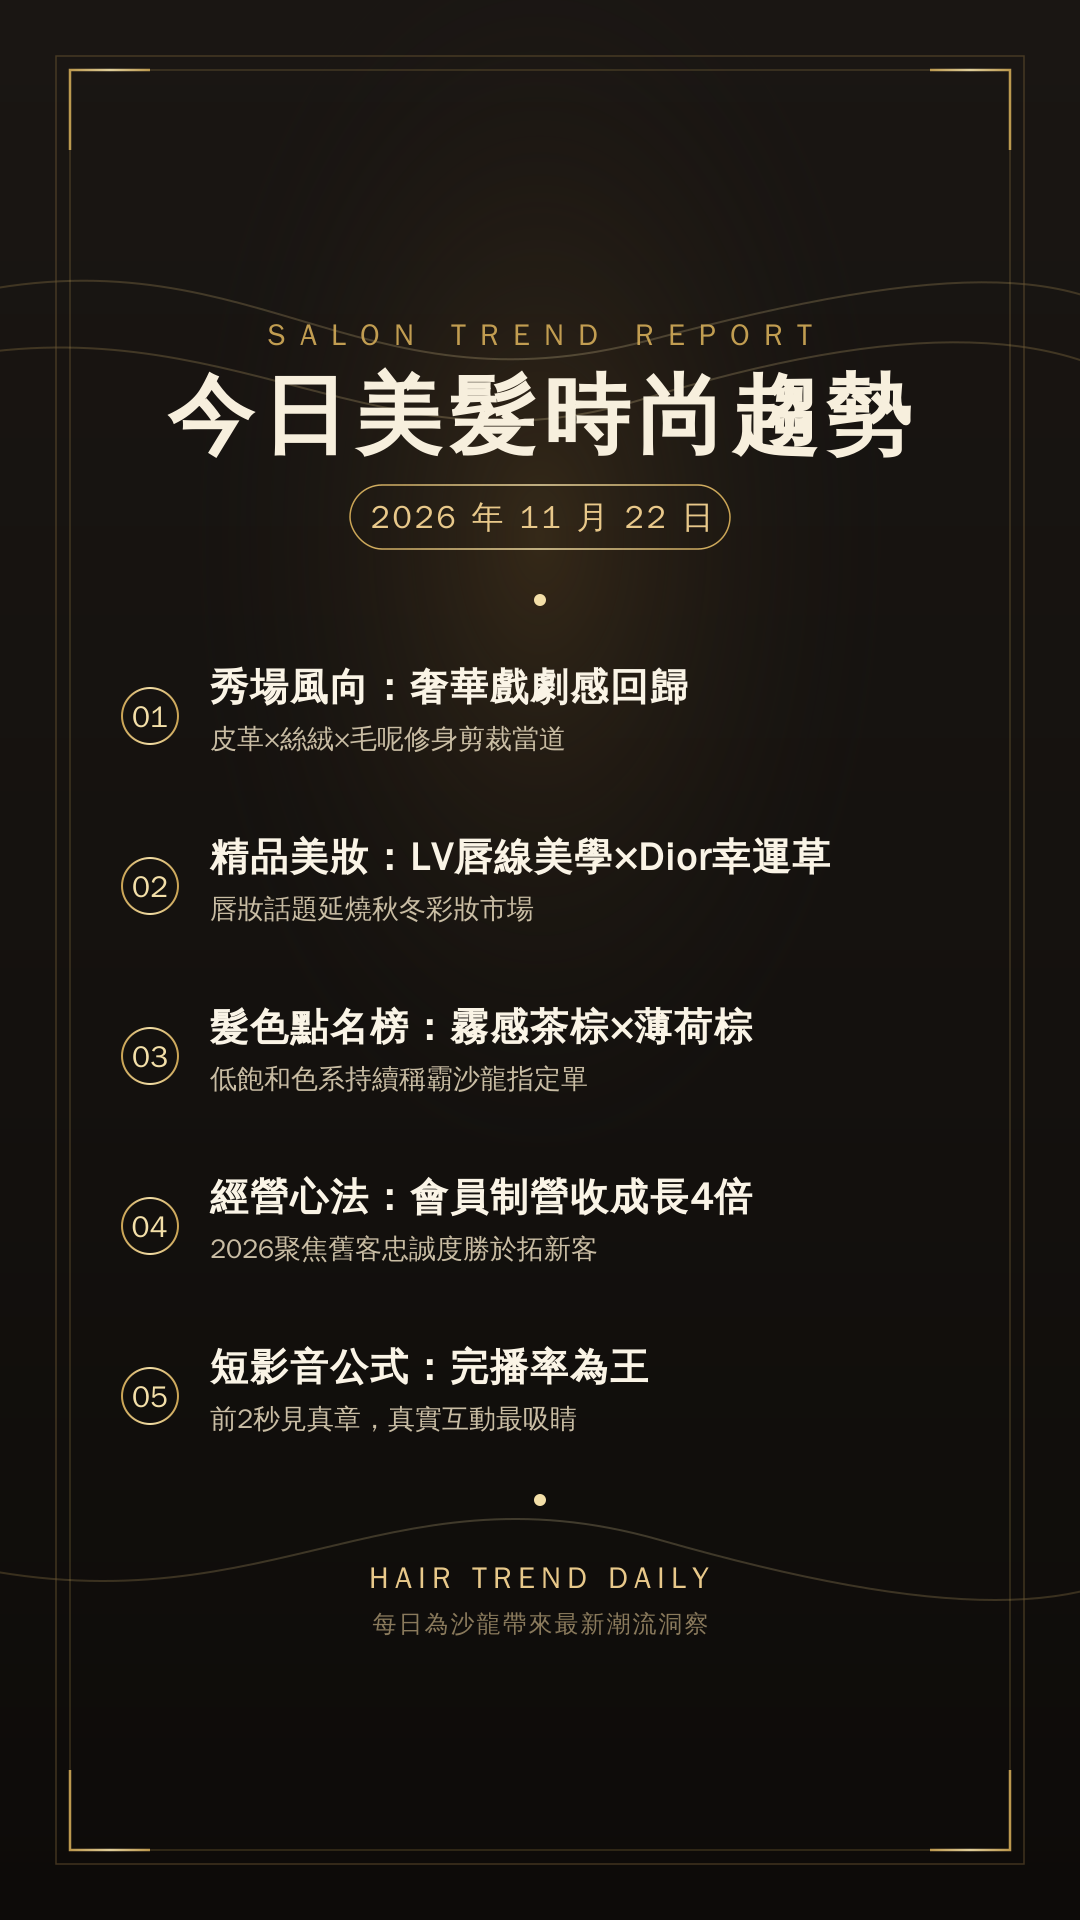 SALON TREND REPORT
今日美髮時尚趨勢
2026 年 11 月 22 日
01
秀場風向：奢華戲劇感回歸
皮革×絲絨×毛呢修身剪裁當道
02
精品美妝：LV唇線美學×Dior幸運草
唇妝話題延燒秋冬彩妝市場
03
髮色點名榜：霧感茶棕×薄荷棕
低飽和色系持續稱霸沙龍指定單
04
經營心法：會員制營收成長4倍
2026聚焦舊客忠誠度勝於拓新客
05
短影音公式：完播率為王
前2秒見真章，真實互動最吸睛
HAIR TREND DAILY
每日為沙龍帶來最新潮流洞察